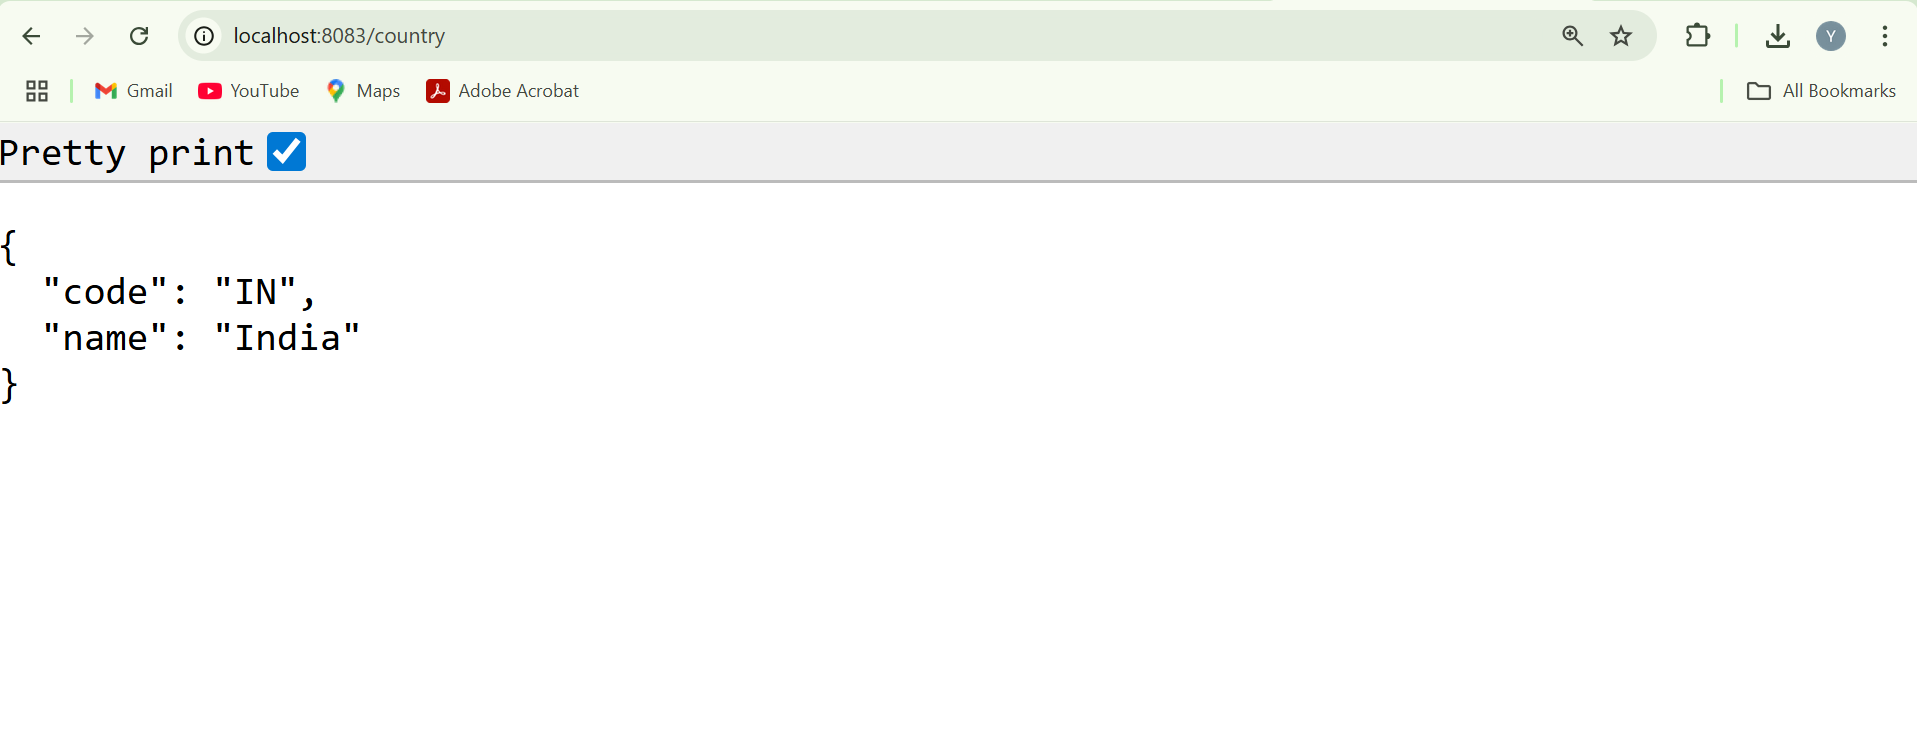 localhost:8083/country
Y
Gmail YouTube Maps Adobe Acrobat All Bookmarks
Pretty print
{
  "code": "IN",
  "name": "India"
}